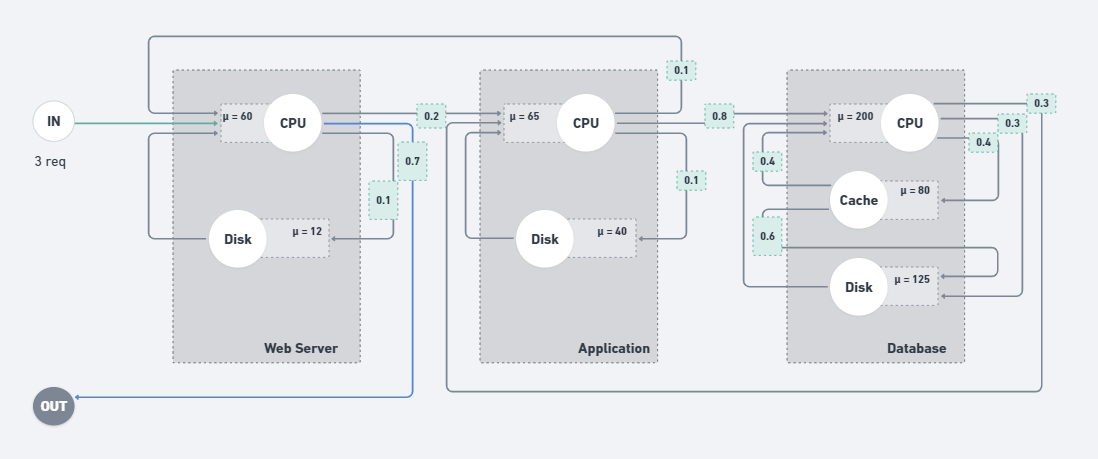 IN
3 req
OUT
μ = 60
CPU
0.2
0.7
0.1
Disk
μ = 12
Web Server
0.1
μ = 65
CPU
0.8
0.1
Disk
μ = 40
Application
μ = 200
CPU
0.3
0.3
0.4
0.4
Cache
μ = 80
0.6
Disk
μ = 125
Database